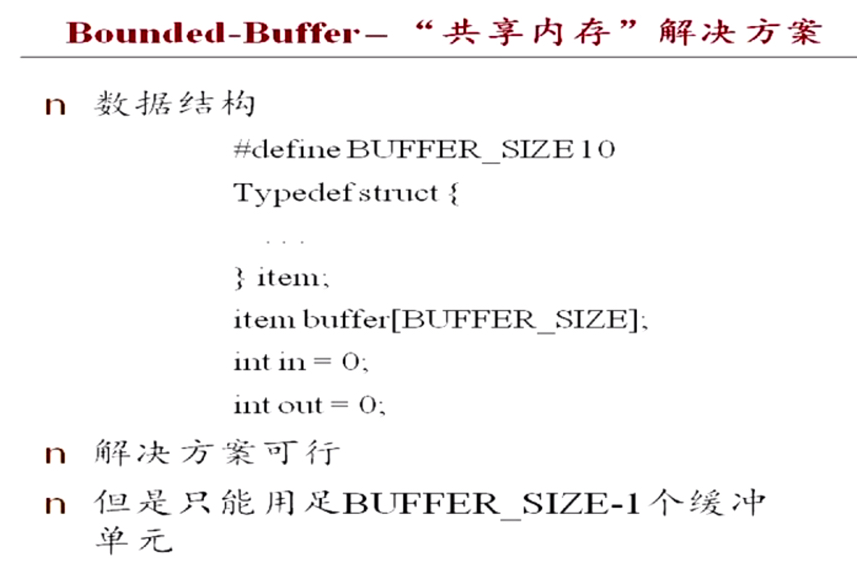 Bounded-Buffer– “共享内存”解决方案
n 数据结构
#define BUFFER_SIZE 10
Typedef struct {
. . .
} item;
item buffer[BUFFER_SIZE];
int in = 0;
int out = 0;
n 解决方案可行
n 但是只能用足BUFFER_SIZE-1个缓冲
单元